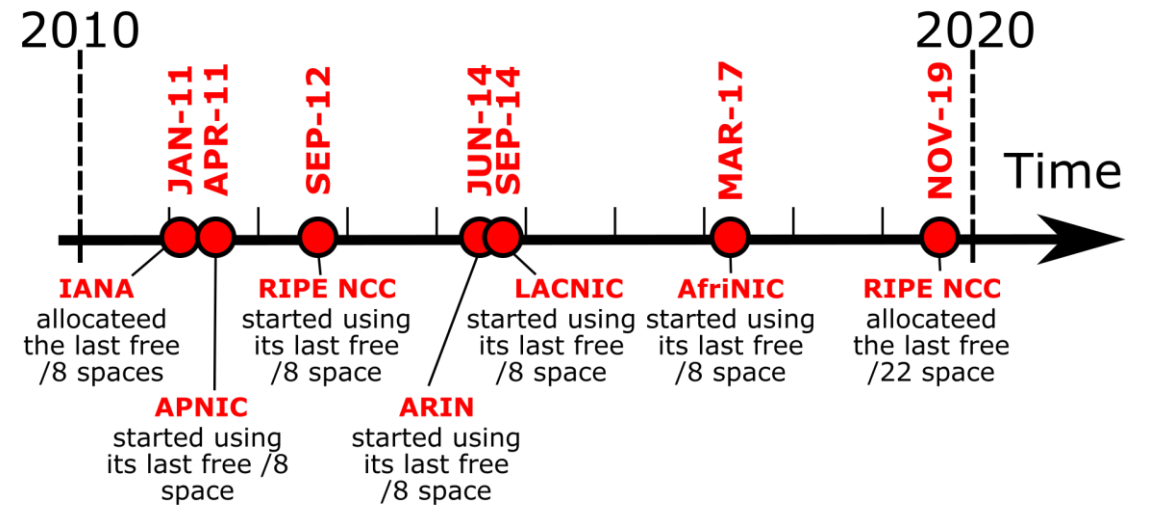 2010
2020
JAN-11
APR-11
SEP-12
JUN-14
SEP-14
MAR-17
NOV-19
Time
IANA
allocateed
the last free
/8 spaces
APNIC
started using
its last free /8
space
RIPE NCC
started using
its last free
/8 space
ARIN
started using
its last free
/8 space
LACNIC
started using
its last free
/8 space
AfriNIC
started using
its last free
/8 space
RIPE NCC
allocateed
the last free
/22 space